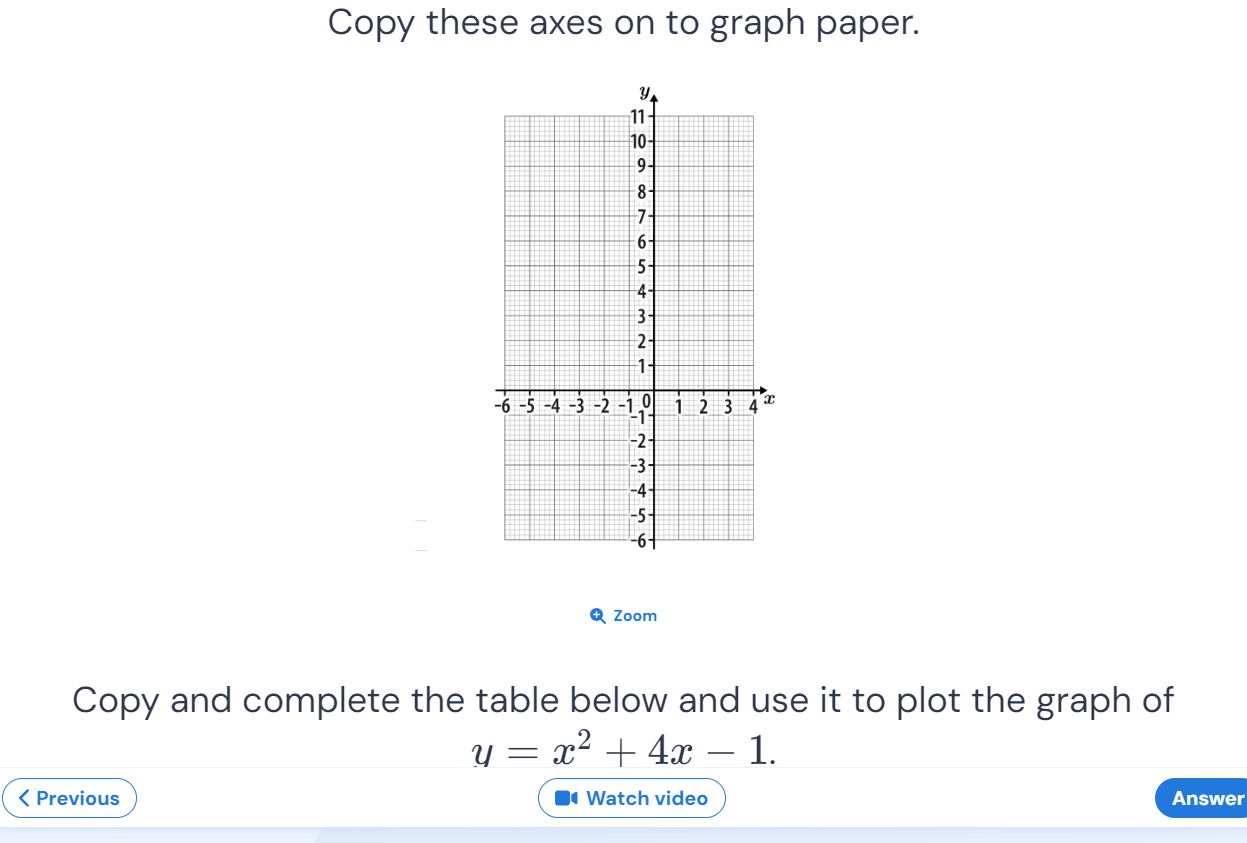 Copy these axes on to graph paper.
y
11
10
9
8
7
6
5
4
3
2
1
-6 -5 -4 -3 -2 -1 0 1 2 3 4 x
-1
-2
-3
-4
-5
-6
Zoom
Copy and complete the table below and use it to plot the graph of
y = x² + 4x − 1.
Previous Watch video Answer